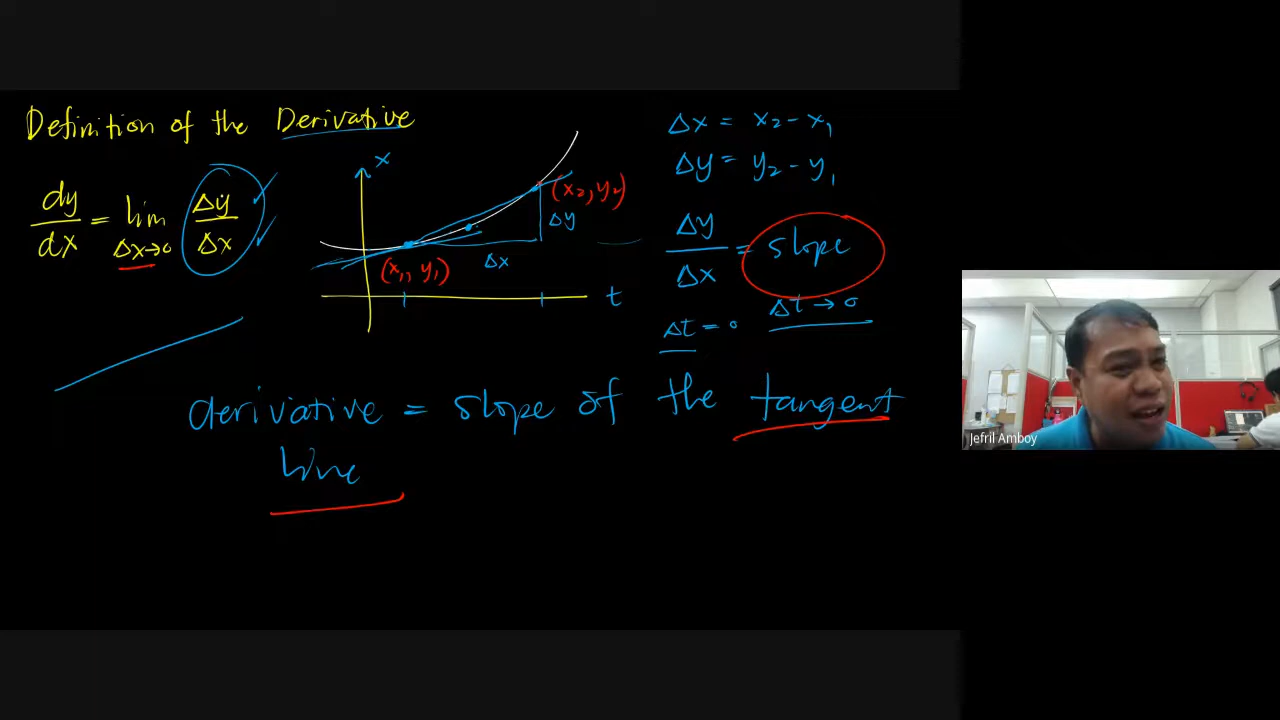 Definition of the Derivative
dy/dx = lim Δx→0 Δy/Δx
x
(x2, y2)
Δy
Δx
(x1, y1)
t
Δx = x2 - x1
Δy = y2 - y1
Δy/Δx = slope
Δt = 0 Δt → 0
derivative = slope of the tangent
line
Jefril Amboy